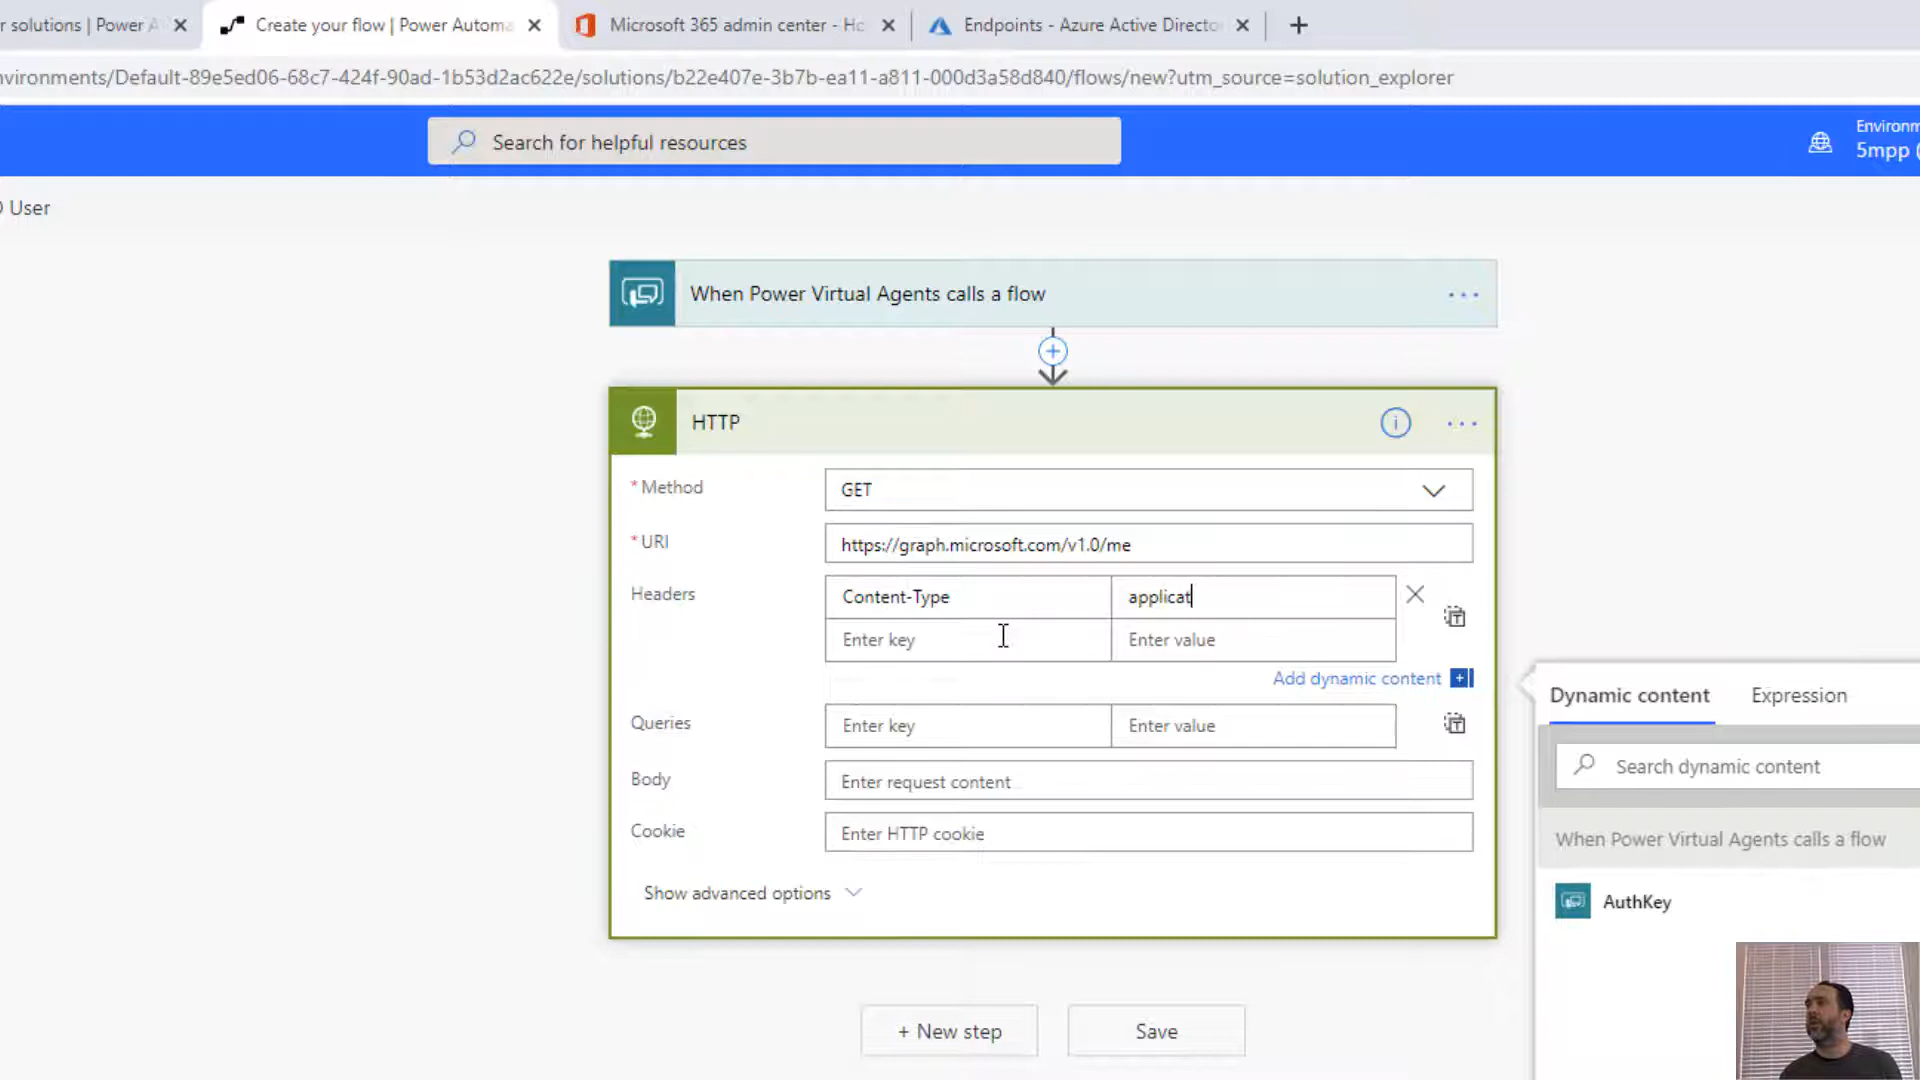 r solutions | Power A
Create your flow | Power Automa
Microsoft 365 admin center - Ho
Endpoints - Azure Active Directo
nvironments/Default-89e5ed06-68c7-424f-90ad-1b53d2ac622e/solutions/b22e407e-3b7b-ea11-a811-000d3a58d840/flows/new?utm_source=solution_explorer
Search for helpful resources
Environm
5mpp (
User
When Power Virtual Agents calls a flow
HTTP
* Method
GET
* URI
https://graph.microsoft.com/v1.0/me
Headers
Content-Type
applicat
Enter key
Enter value
Add dynamic content
Queries
Enter key
Enter value
Body
Enter request content
Cookie
Enter HTTP cookie
Show advanced options
+ New step
Save
Dynamic content
Expression
Search dynamic content
When Power Virtual Agents calls a flow
AuthKey